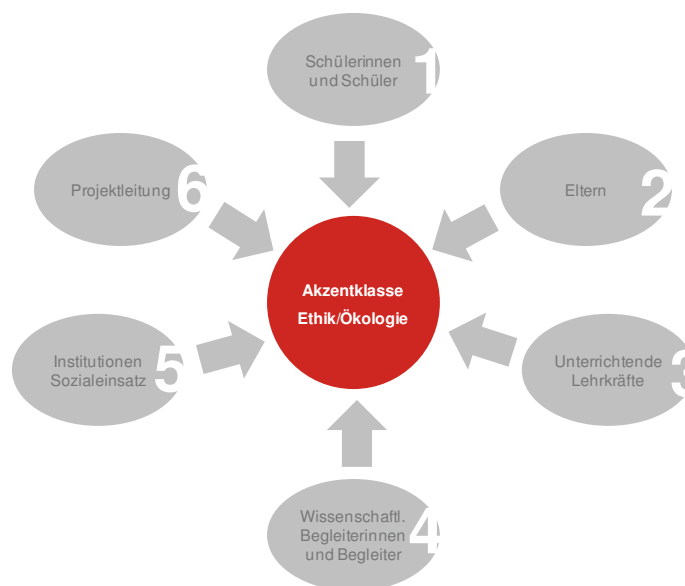 Schülerinnen
und Schüler
1
Eltern
2
Unterrichtende
Lehrkräfte
3
Wissenschaftl.
Begleiterinnen
und Begleiter
4
Institutionen
Sozialeinsatz
5
Projektleitung
6
Akzentklasse
Ethik/Ökologie